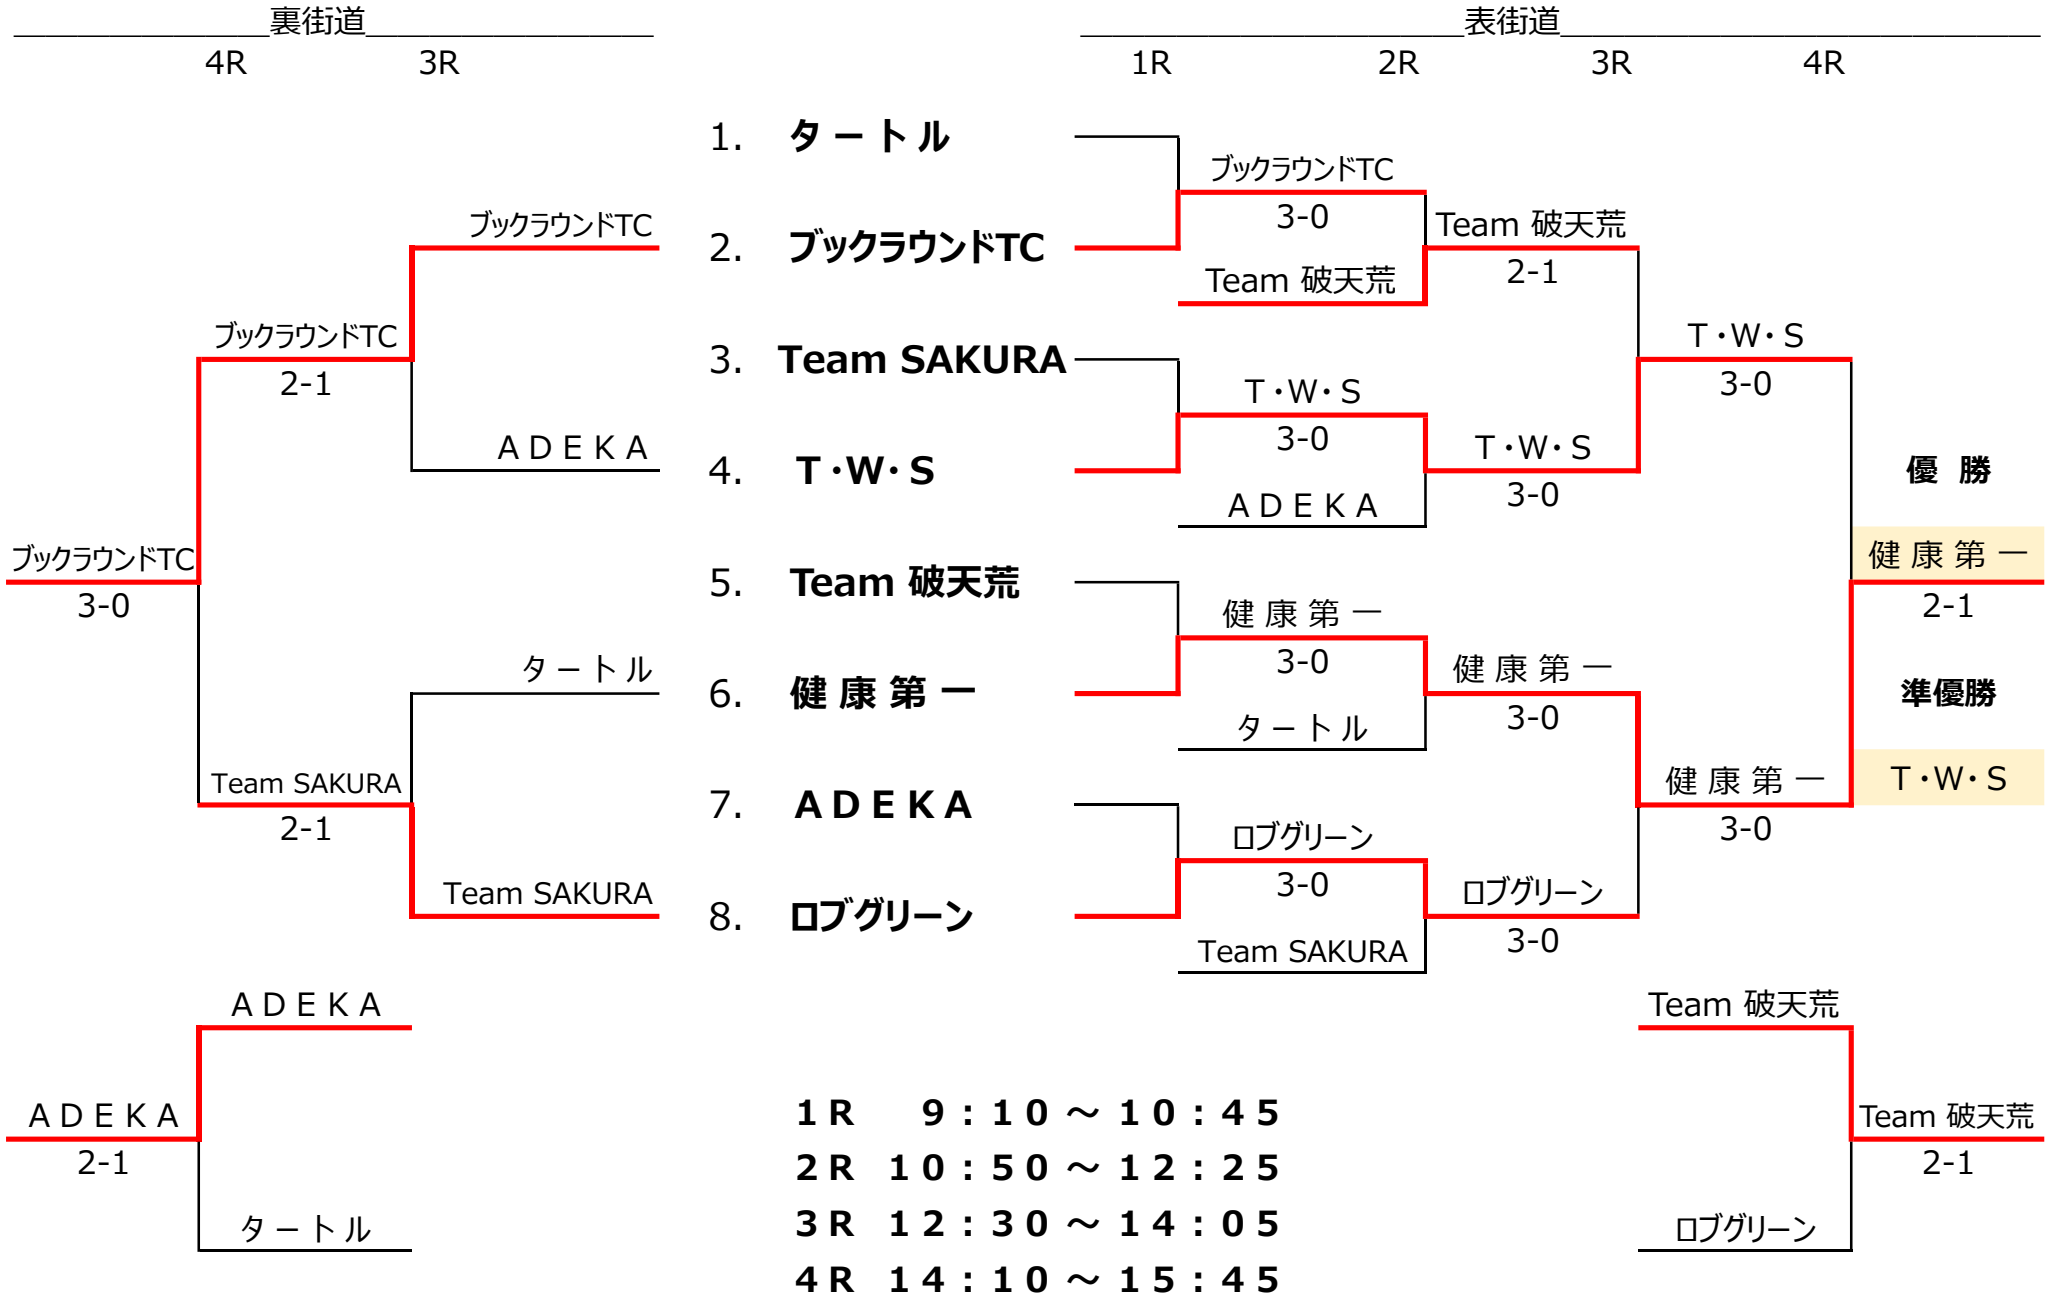 裏街道
表街道
4R 3R
1R 2R 3R 4R
1. タートル
2. ブックラウンドTC
3. Team SAKURA
4. T・W・S
5. Team 破天荒
6. 健康第一
7. ADEKA
8. ロブグリーン
ブックラウンドTC
ADEKA
タートル
Team SAKURA
ブックラウンドTC
2-1
Team SAKURA
2-1
ブックラウンドTC
3-0
ADEKA
タートル
ADEKA
2-1
ブックラウンドTC
3-0
Team 破天荒
T・W・S
3-0
ADEKA
健康第一
3-0
タートル
ロブグリーン
3-0
Team SAKURA
Team 破天荒
2-1
T・W・S
3-0
健康第一
3-0
ロブグリーン
3-0
T・W・S
3-0
健康第一
3-0
優 勝
健康第一
2-1
準優勝
T・W・S
Team 破天荒
ロブグリーン
Team 破天荒
2-1
1R 9:10～10:45
2R 10:50～12:25
3R 12:30～14:05
4R 14:10～15:45